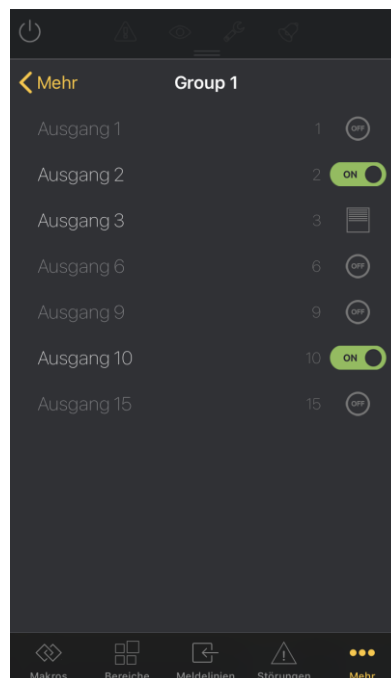 Mehr Group 1
Ausgang 1 1 OFF
Ausgang 2 2 ON
Ausgang 3 3
Ausgang 6 6 OFF
Ausgang 9 9 OFF
Ausgang 10 10 ON
Ausgang 15 15 OFF
Makros Bereiche Meldelinien Störungen Mehr